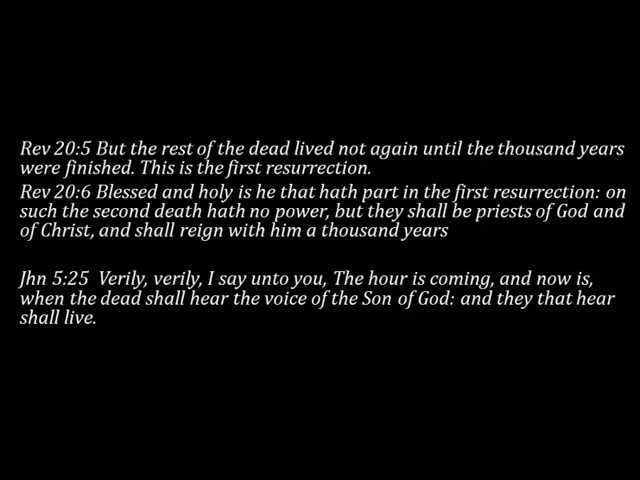 Rev 20:5 But the rest of the dead lived not again until the thousand years
were finished. This is the first resurrection.
Rev 20:6 Blessed and holy is he that hath part in the first resurrection: on
such the second death hath no power, but they shall be priests of God and
of Christ, and shall reign with him a thousand years
Jhn 5:25  Verily, verily, I say unto you, The hour is coming, and now is,
when the dead shall hear the voice of the Son of God: and they that hear
shall live.